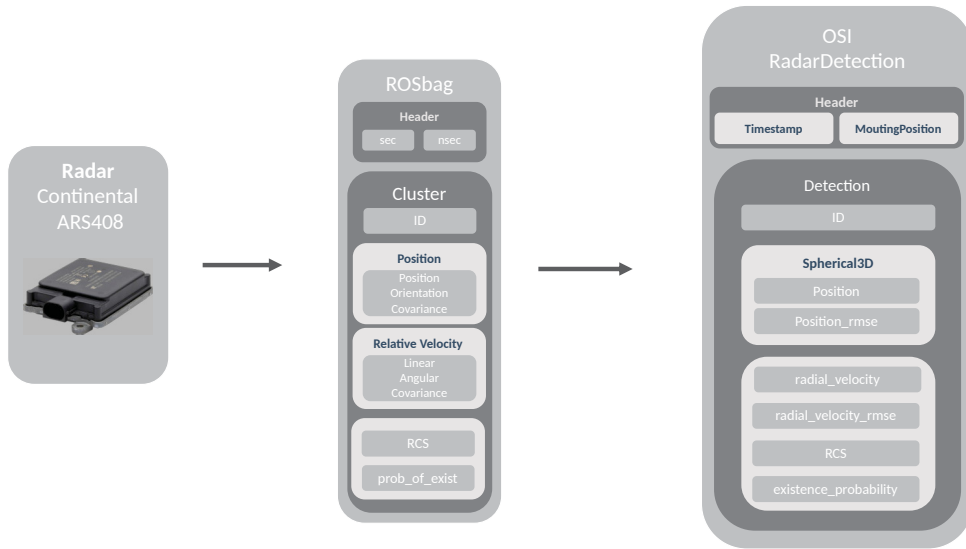 Radar
Continental
ARS408
ROSbag
Header
sec
nsec
Cluster
ID
Position
Position
Orientation
Covariance
Relative Velocity
Linear
Angular
Covariance
RCS
prob_of_exist
OSI
RadarDetection
Header
Timestamp
MoutingPosition
Detection
ID
Spherical3D
Position
Position_rmse
radial_velocity
radial_velocity_rmse
RCS
existence_probability